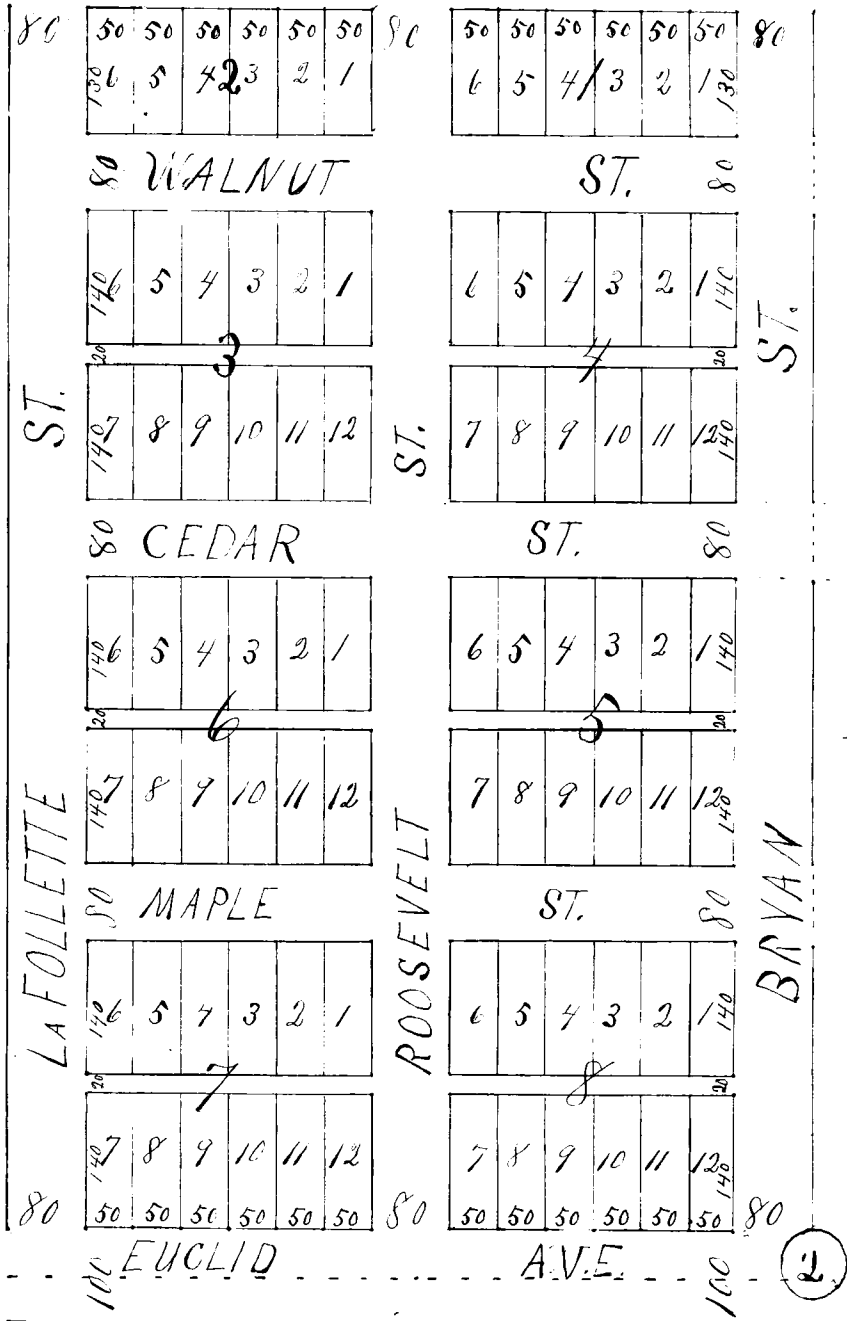 80 50 50 50 50 50 50 80 50 50 50 50 50 50 80
130 6 5 4 3 2 1 6 5 4 3 2 1 130
2 1
80 WALNUT ST. 80
140 6 5 4 3 2 1 6 5 4 3 2 1 140
20 3 4 20
140 7 8 9 10 11 12 7 8 9 10 11 12 140
80 CEDAR ST. 80
140 6 5 4 3 2 1 6 5 4 3 2 1 140
20 6 5 20
140 7 8 9 10 11 12 7 8 9 10 11 12 140
80 MAPLE ST. 80
140 6 5 4 3 2 1 6 5 4 3 2 1 140
20 7 8 20
140 7 8 9 10 11 12 7 8 9 10 11 12 140
80 50 50 50 50 50 50 80 50 50 50 50 50 50 80
100 EUCLID AVE. 100
2
LA FOLLETTE ST.
ROOSEVELT ST.
BRYAN ST.